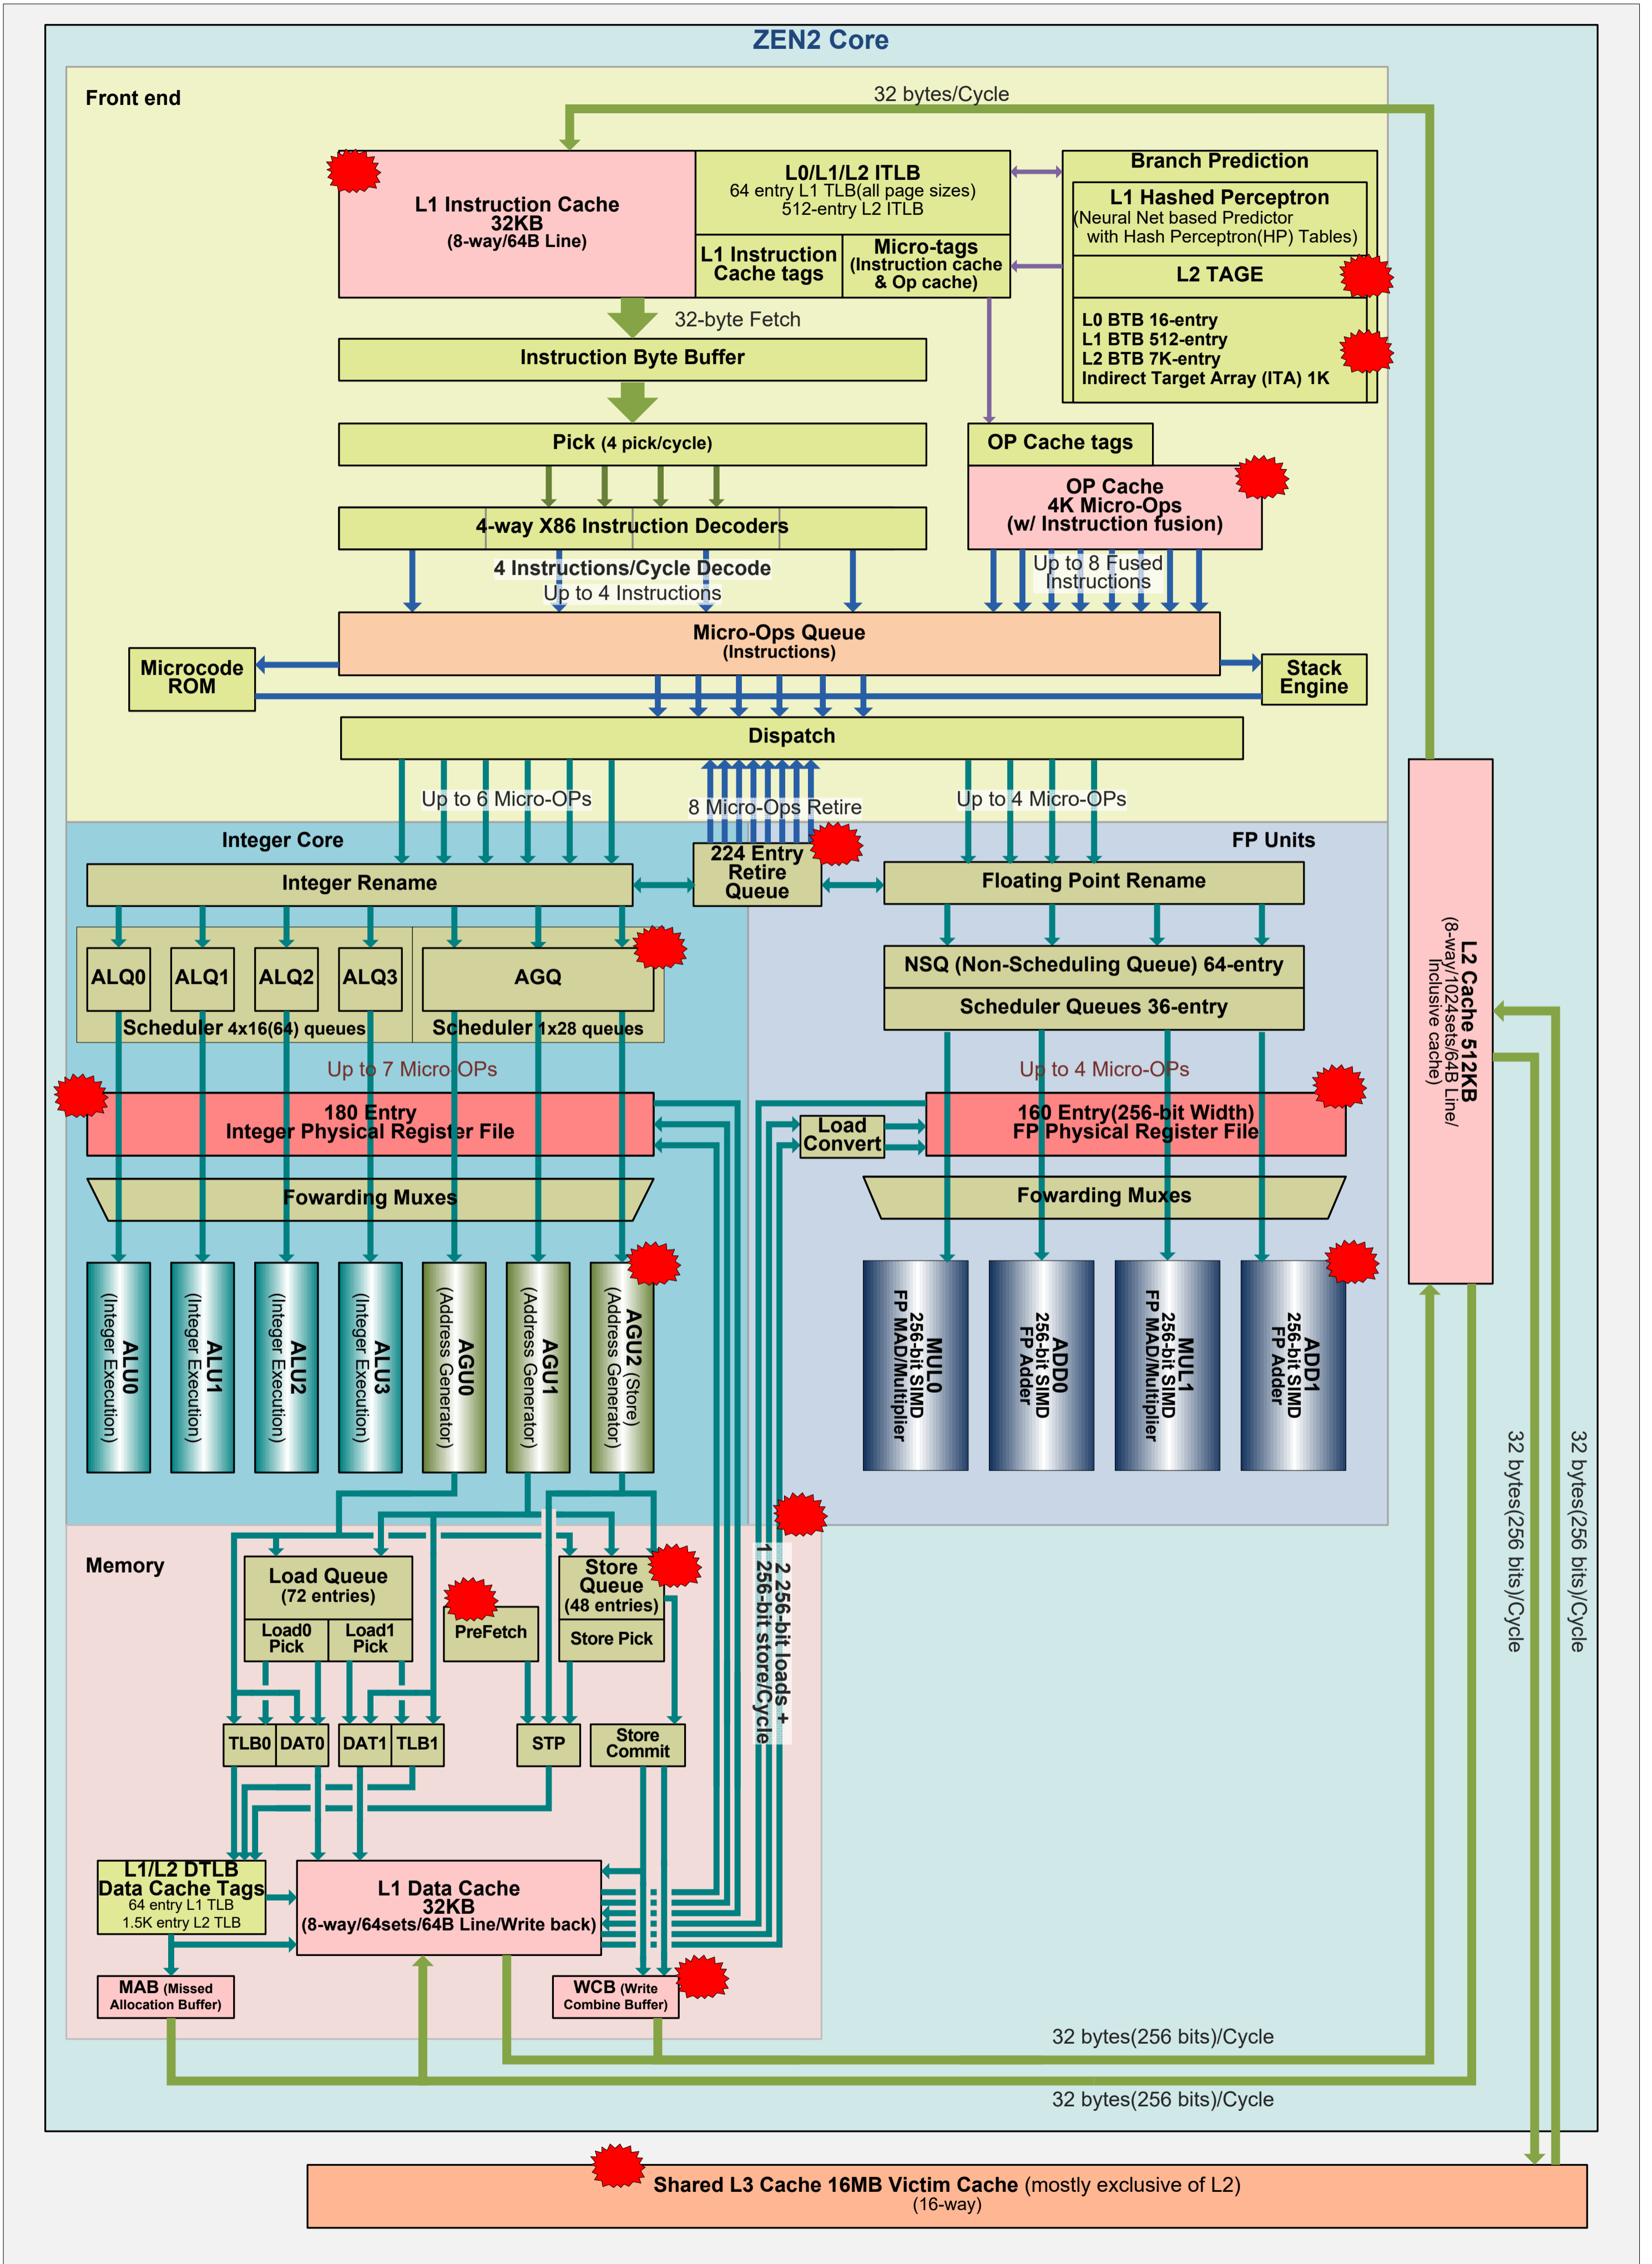 ZEN2 Core
Front end
32 bytes/Cycle
L1 Instruction Cache
32KB
(8-way/64B Line)
L0/L1/L2 ITLB
64 entry L1 TLB(all page sizes)
512-entry L2 ITLB
L1 Instruction
Cache tags
Micro-tags
(Instruction cache
& Op cache)
Branch Prediction
L1 Hashed Perceptron
(Neural Net based Predictor
with Hash Perceptron(HP) Tables)
L2 TAGE
L0 BTB 16-entry
L1 BTB 512-entry
L2 BTB 7K-entry
Indirect Target Array (ITA) 1K
32-byte Fetch
Instruction Byte Buffer
Pick (4 pick/cycle)
OP Cache tags
OP Cache
4K Micro-Ops
(w/ Instruction fusion)
4-way X86 Instruction Decoders
4 Instructions/Cycle Decode
Up to 4 Instructions
Up to 8 Fused
Instructions
Micro-Ops Queue
(Instructions)
Microcode
ROM
Stack
Engine
Dispatch
Up to 6 Micro-OPs
8 Micro-Ops Retire
Up to 4 Micro-OPs
Integer Core
FP Units
224 Entry
Retire
Queue
Integer Rename
Floating Point Rename
ALQ0
ALQ1
ALQ2
ALQ3
AGQ
Scheduler 4x16(64) queues
Scheduler 1x28 queues
NSQ (Non-Scheduling Queue) 64-entry
Scheduler Queues 36-entry
Up to 7 Micro-OPs
Up to 4 Micro-OPs
180 Entry
Integer Physical Register File
Load
Convert
160 Entry(256-bit Width)
FP Physical Register File
Fowarding Muxes
Fowarding Muxes
ALU0
(Integer Execution)
ALU1
(Integer Execution)
ALU2
(Integer Execution)
ALU3
(Integer Execution)
AGU0
(Address Generator)
AGU1
(Address Generator)
AGU2 (Store)
(Address Generator)
MUL0
256-bit SIMD
FP MAD/Multiplier
ADD0
256-bit SIMD
FP Adder
MUL1
256-bit SIMD
FP MAD/Multiplier
ADD1
256-bit SIMD
FP Adder
L2 Cache 512KB
(8-way/1024sets/64B Line/
Inclusive cache)
32 bytes(256 bits)/Cycle
32 bytes(256 bits)/Cycle
Memory
Load Queue
(72 entries)
Load0
Pick
Load1
Pick
PreFetch
Store
Queue
(48 entries)
Store Pick
2 256-bit loads +
1 256-bit store/Cycle
TLB0
DAT0
DAT1
TLB1
STP
Store
Commit
L1/L2 DTLB
Data Cache Tags
64 entry L1 TLB
1.5K entry L2 TLB
L1 Data Cache
32KB
(8-way/64sets/64B Line/Write back)
MAB (Missed
Allocation Buffer)
WCB (Write
Combine Buffer)
32 bytes(256 bits)/Cycle
32 bytes(256 bits)/Cycle
Shared L3 Cache 16MB Victim Cache (mostly exclusive of L2)
(16-way)